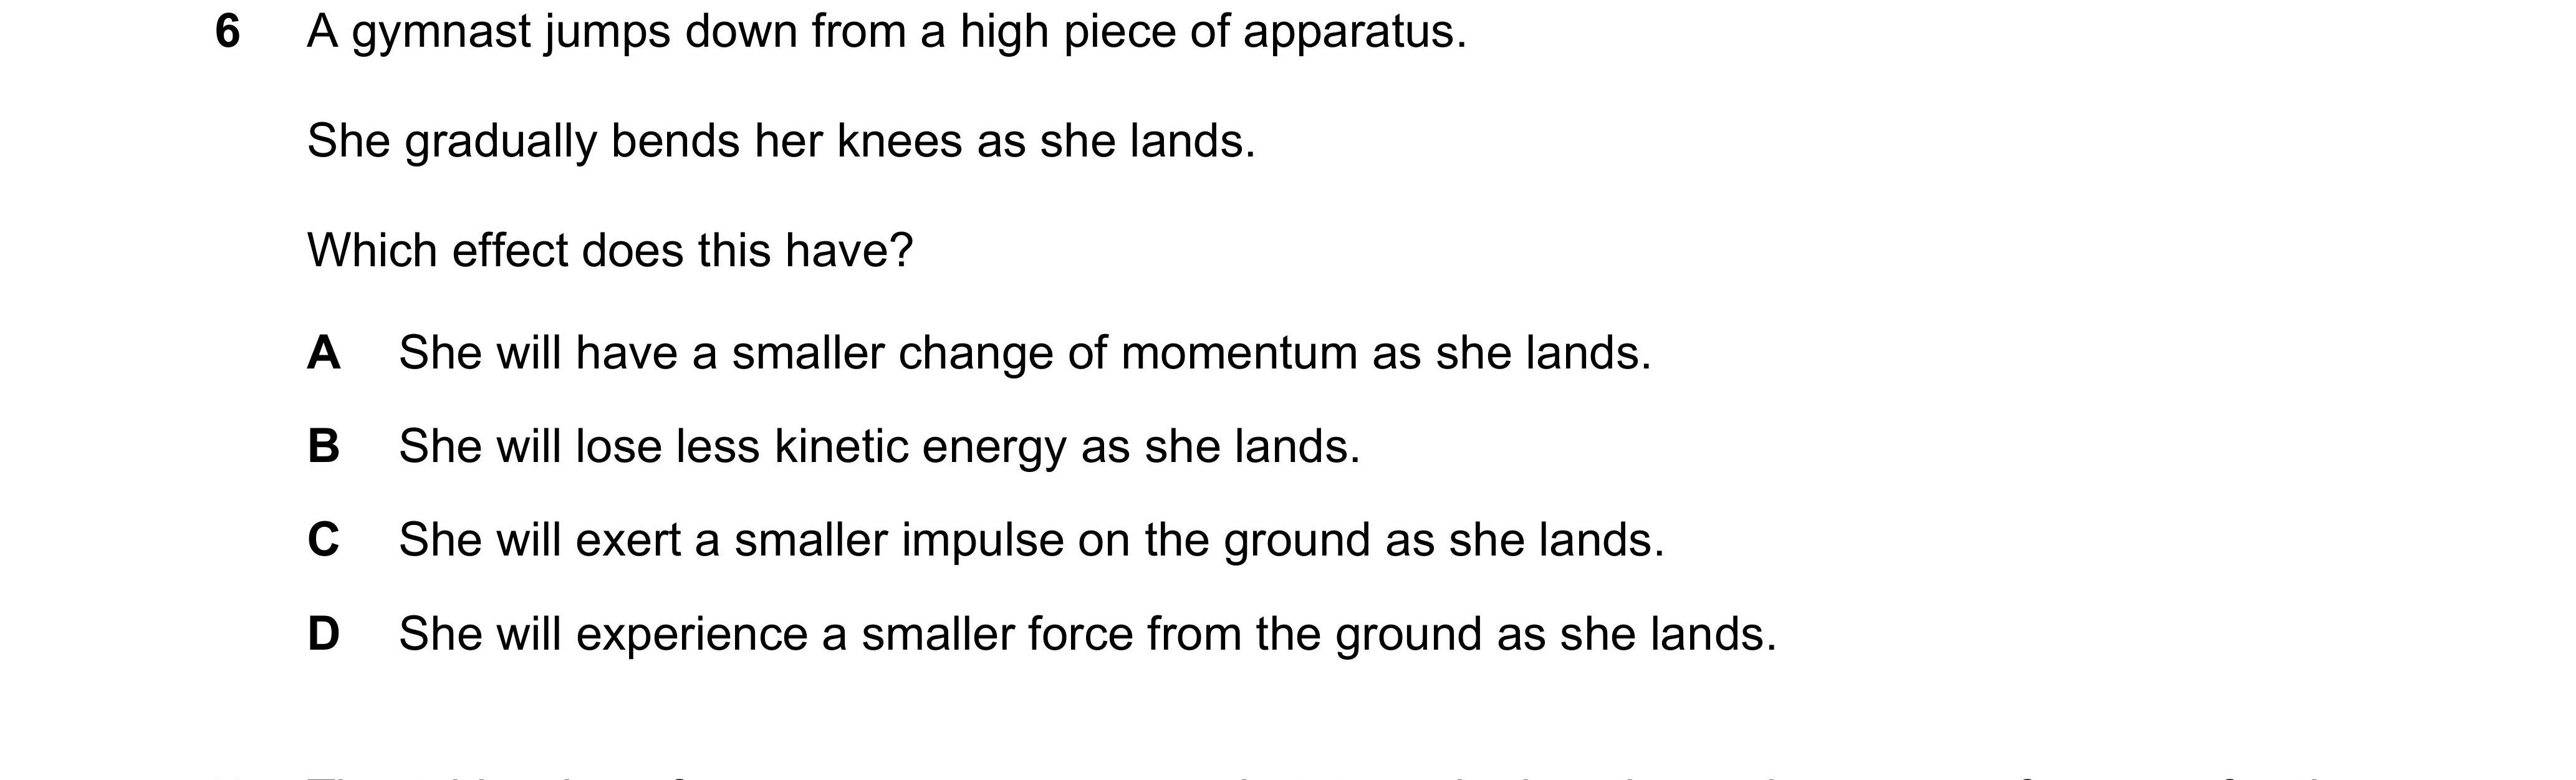 6 A gymnast jumps down from a high piece of apparatus.
She gradually bends her knees as she lands.
Which effect does this have?
A She will have a smaller change of momentum as she lands.
B She will lose less kinetic energy as she lands.
C She will exert a smaller impulse on the ground as she lands.
D She will experience a smaller force from the ground as she lands.